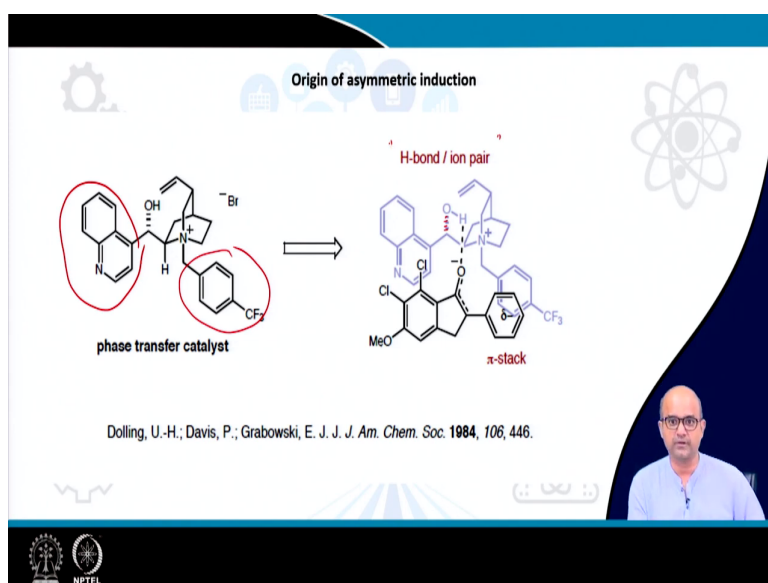 Origin of asymmetric induction
" H-bond / ion pair "
OH
⁻Br
N⁺
H
N
CF₃
phase transfer catalyst
O
H
N⁺
N
⁻
O
Cl
Cl
MeO
δ–
CF₃
π-stack
Dolling, U.-H.; Davis, P.; Grabowski, E. J. J. J. Am. Chem. Soc. 1984, 106, 446.
NPTEL